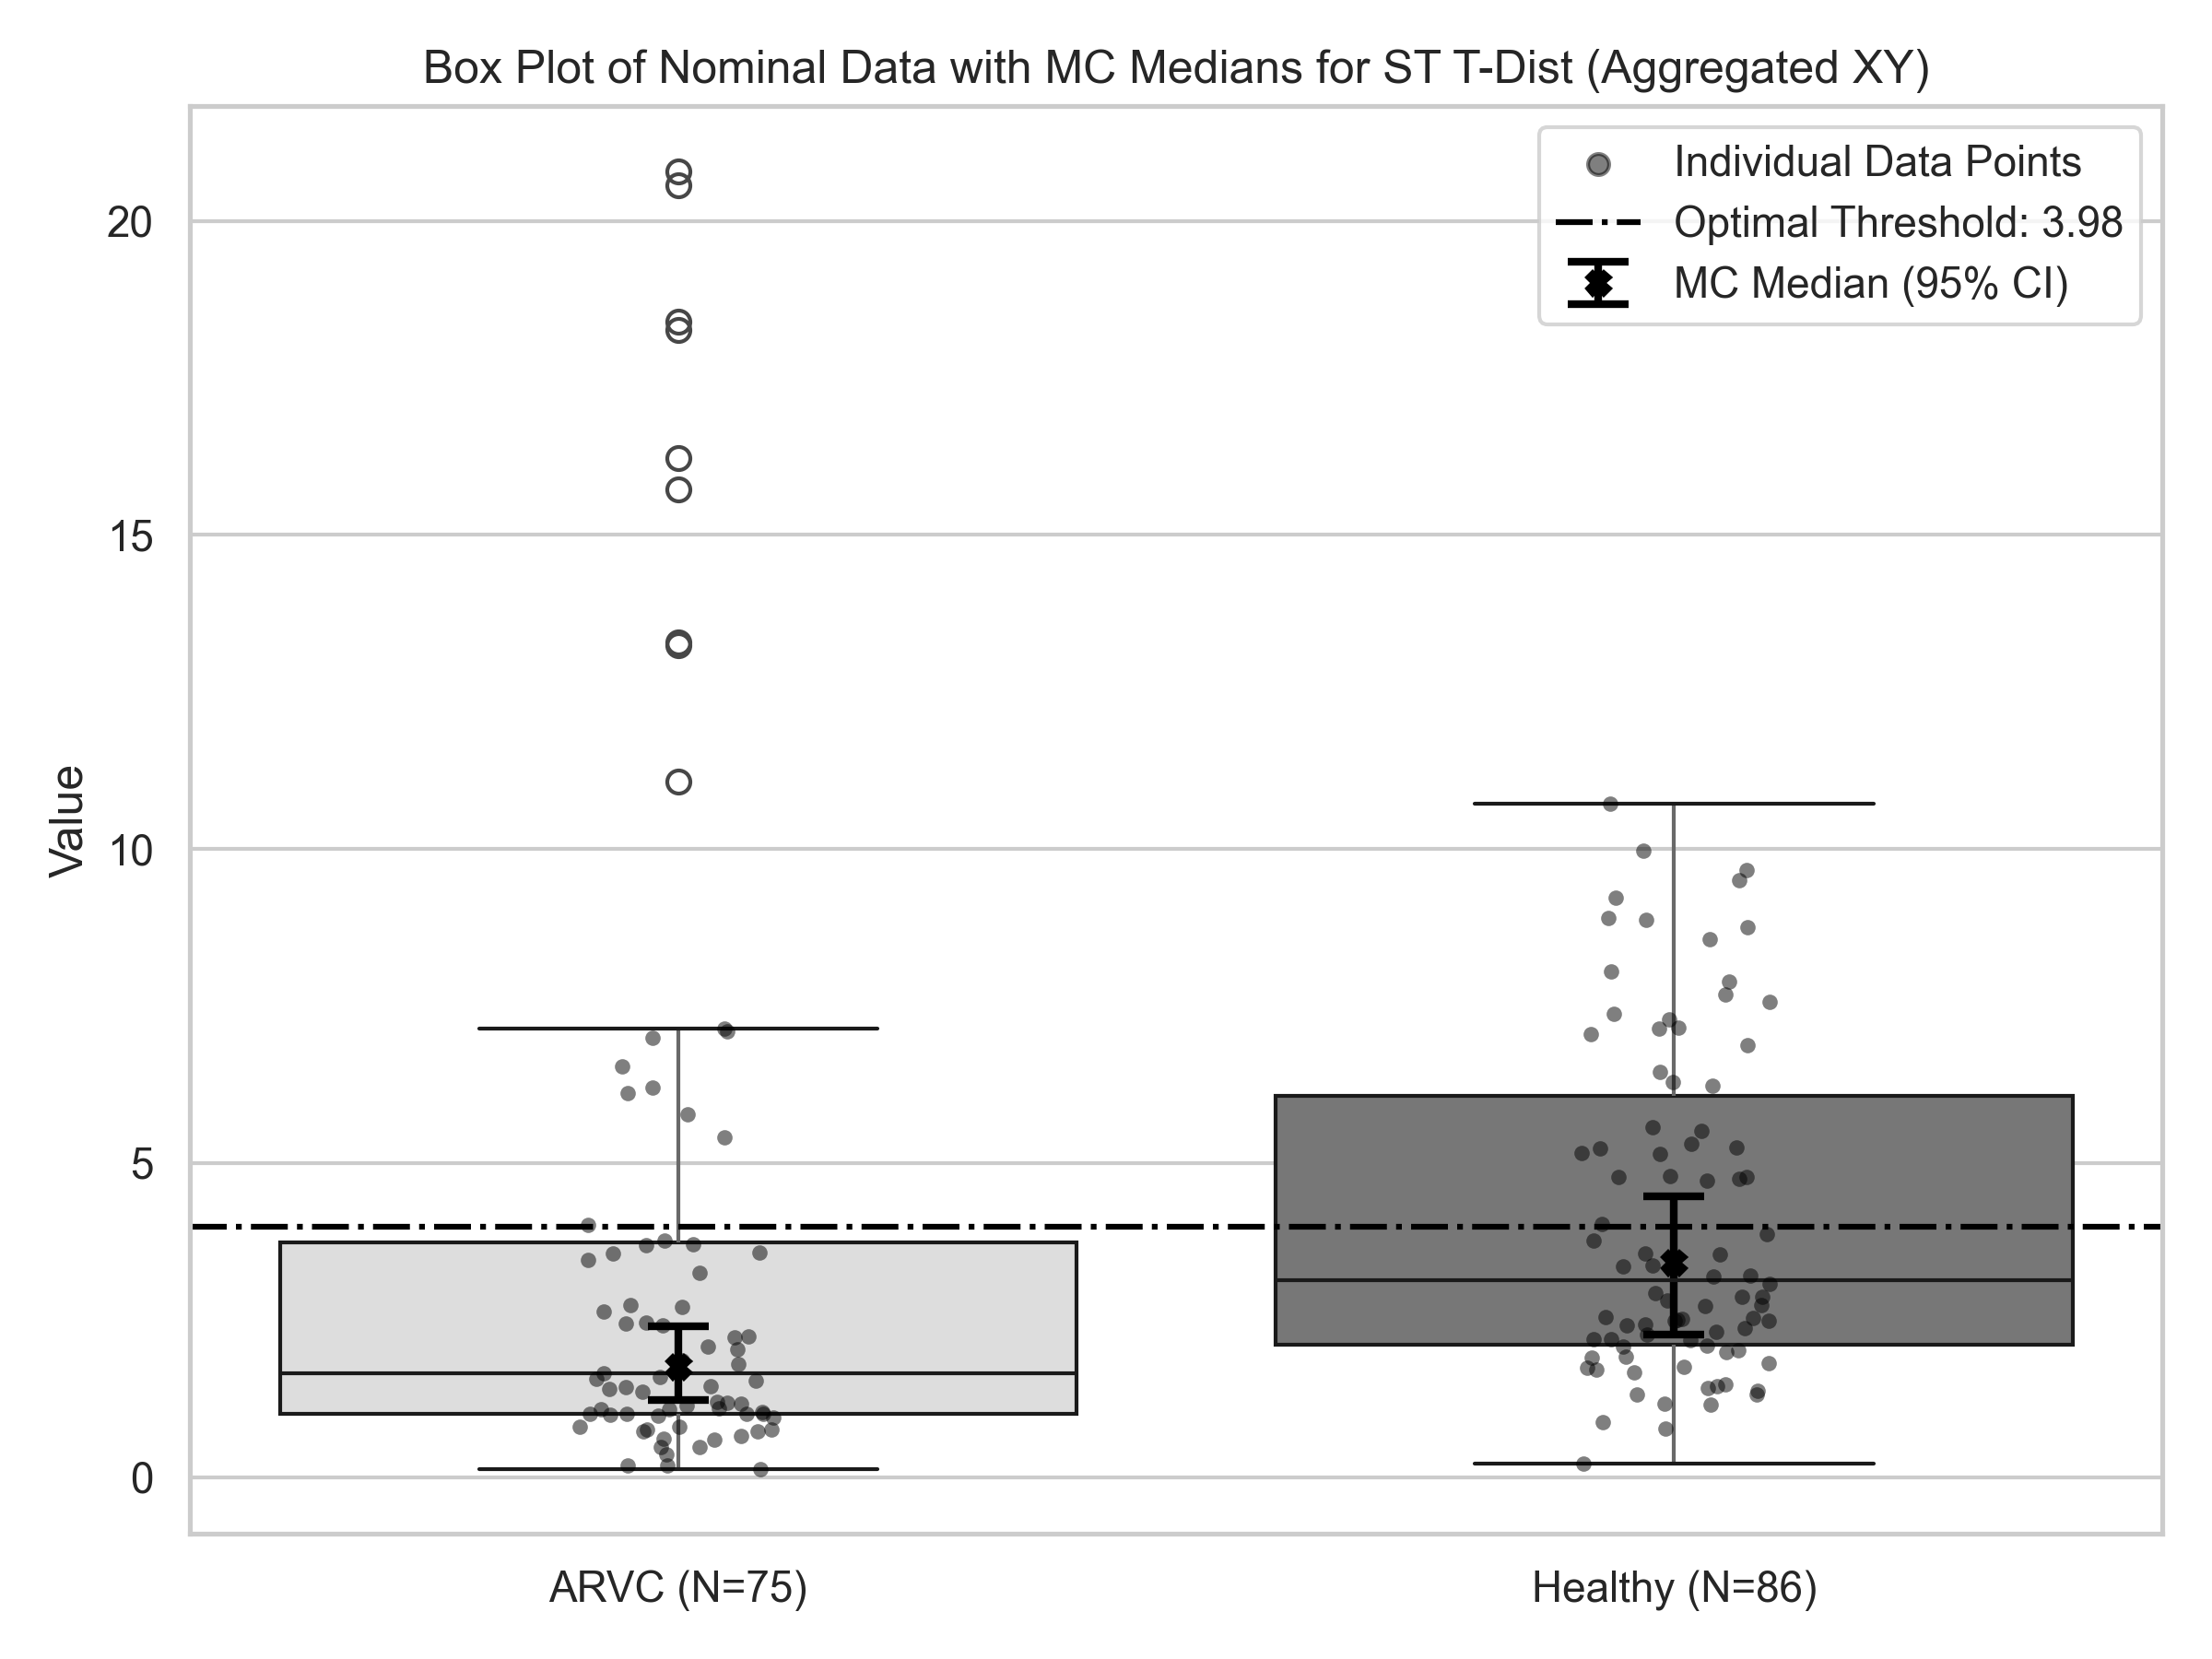 Box Plot of Nominal Data with MC Medians for ST T-Dist (Aggregated XY)
Individual Data Points
Optimal Threshold: 3.98
MC Median (95% CI)
20
15
10
5
0
Value
ARVC (N=75)
Healthy (N=86)